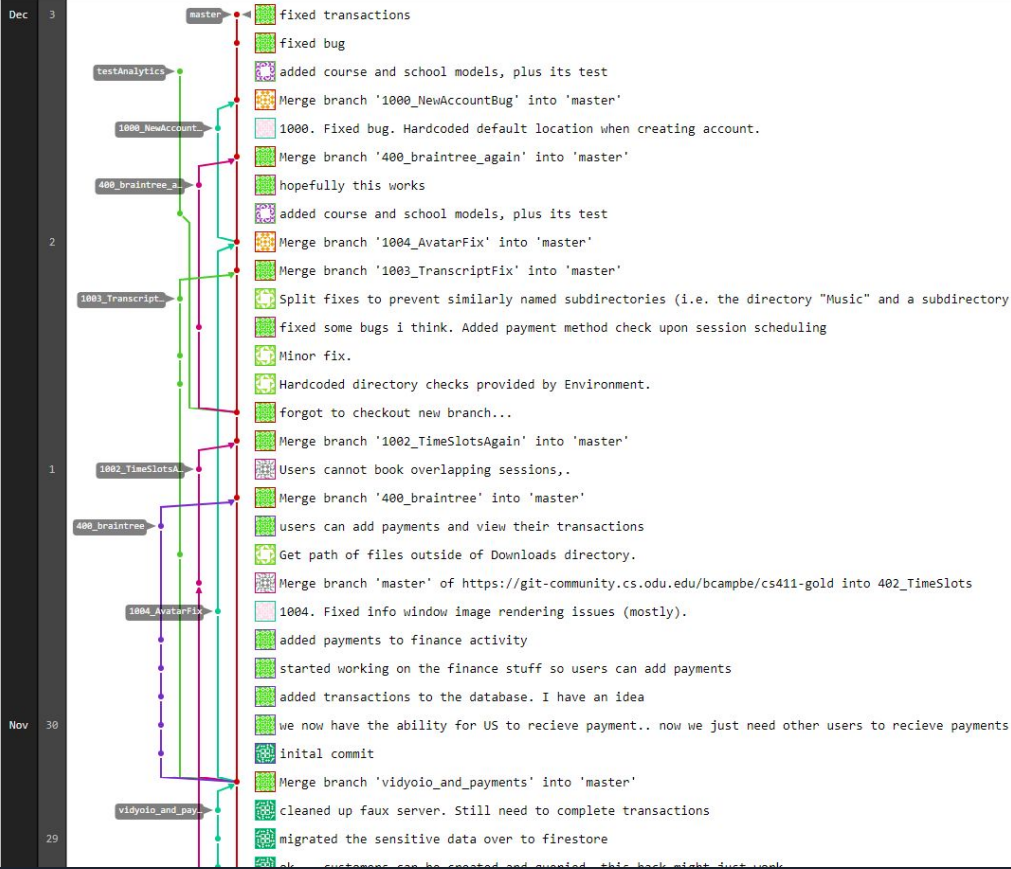 Dec 3 master fixed transactions
fixed bug
testAnalytics added course and school models, plus its test
Merge branch '1000_NewAccountBug' into 'master'
1000_NewAccount… 1000. Fixed bug. Hardcoded default location when creating account.
Merge branch '400_braintree_again' into 'master'
400_braintree_a… hopefully this works
added course and school models, plus its test
2 Merge branch '1004_AvatarFix' into 'master'
Merge branch '1003_TranscriptFix' into 'master'
1003_Transcript… Split fixes to prevent similarly named subdirectories (i.e. the directory "Music" and a subdirectory
fixed some bugs i think. Added payment method check upon session scheduling
Minor fix.
Hardcoded directory checks provided by Environment.
forgot to checkout new branch...
Merge branch '1002_TimeSlotsAgain' into 'master'
1 1002_TimeSlotsA… Users cannot book overlapping sessions,.
Merge branch '400_braintree' into 'master'
400_braintree users can add payments and view their transactions
Get path of files outside of Downloads directory.
Merge branch 'master' of https://git-community.cs.odu.edu/bcampbe/cs411-gold into 402_TimeSlots
1004_AvatarFix 1004. Fixed info window image rendering issues (mostly).
added payments to finance activity
started working on the finance stuff so users can add payments
added transactions to the database. I have an idea
Nov 30 we now have the ability for US to recieve payment.. now we just need other users to recieve payments
inital commit
Merge branch 'vidyoio_and_payments' into 'master'
vidyoio_and_pay… cleaned up faux server. Still need to complete transactions
29 migrated the sensitive data over to firestore
customers can be created and queried, this hack might just work